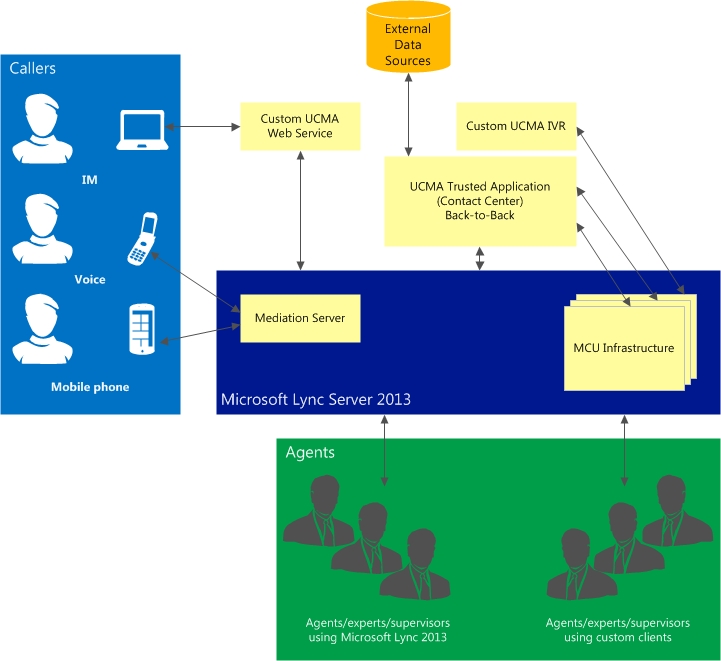 External
Data
Sources
Callers
Custom UCMA
Web Service
Custom UCMA IVR
IM
UCMA Trusted Application
(Contact Center)
Back-to-Back
Voice
Mediation Server
MCU Infrastructure
Mobile phone
Microsoft Lync Server 2013
Agents
Agents/experts/supervisors
using Microsoft Lync 2013
Agents/experts/supervisors
using custom clients